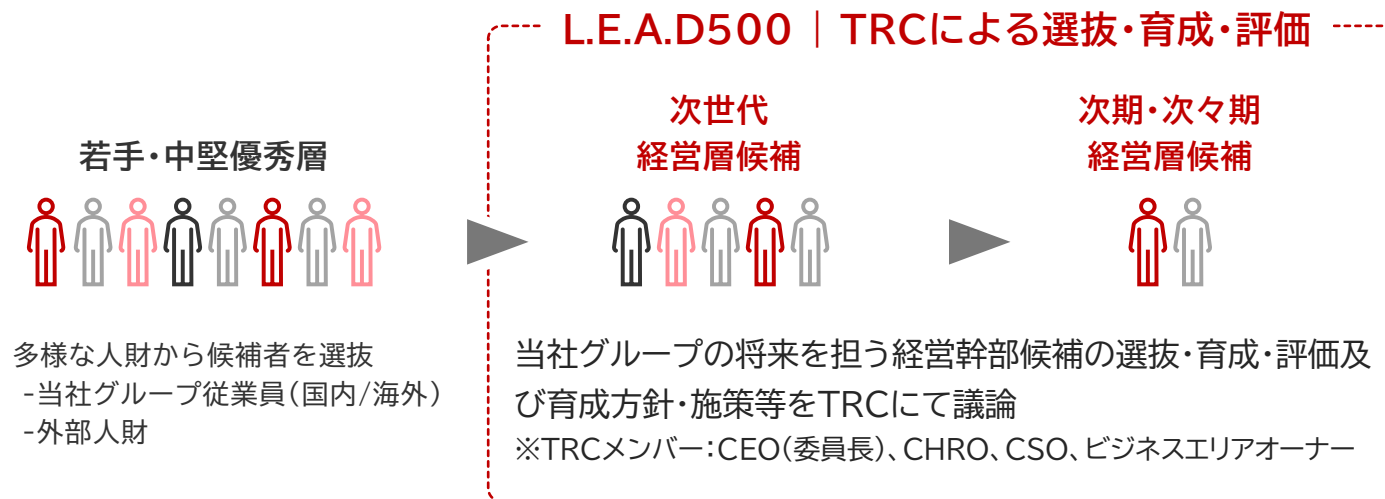 L.E.A.D500｜TRCによる選抜・育成・評価
若手・中堅優秀層
次世代
経営層候補
次期・次々期
経営層候補
多様な人財から候補者を選抜
-当社グループ従業員（国内/海外）
-外部人財
当社グループの将来を担う経営幹部候補の選抜・育成・評価及
び育成方針・施策等をTRCにて議論
※TRCメンバー：CEO（委員長）、CHRO、CSO、ビジネスエリアオーナー